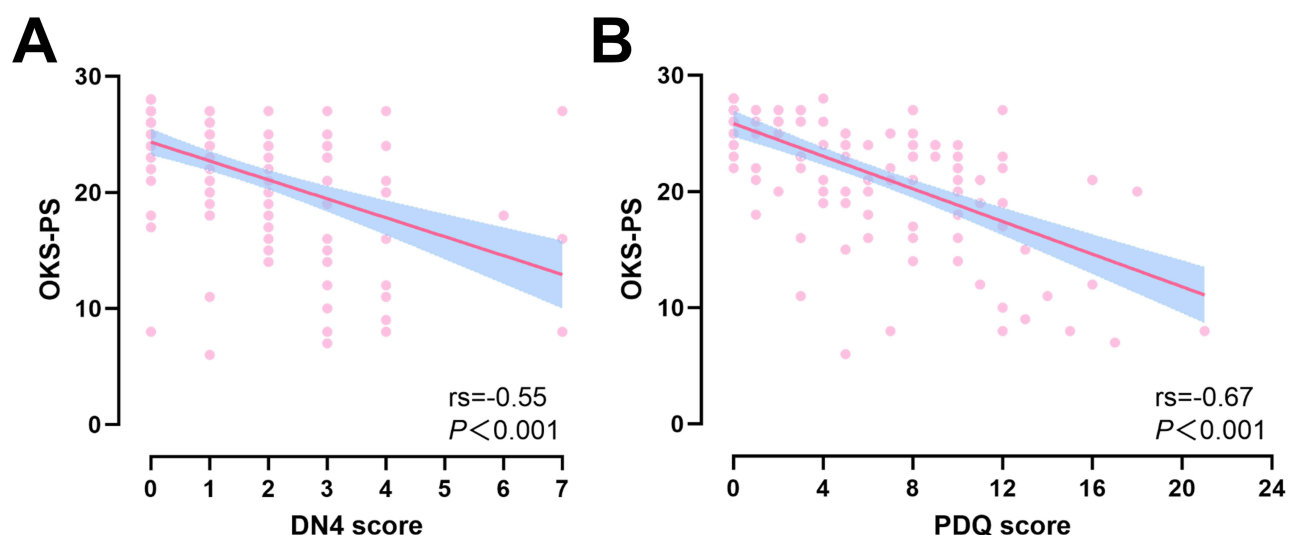 A
30
20
10
0
OKS-PS
rs=-0.55
P<0.001
0 1 2 3 4 5 6 7
DN4 score
B
30
20
10
0
OKS-PS
rs=-0.67
P<0.001
0 4 8 12 16 20 24
PDQ score